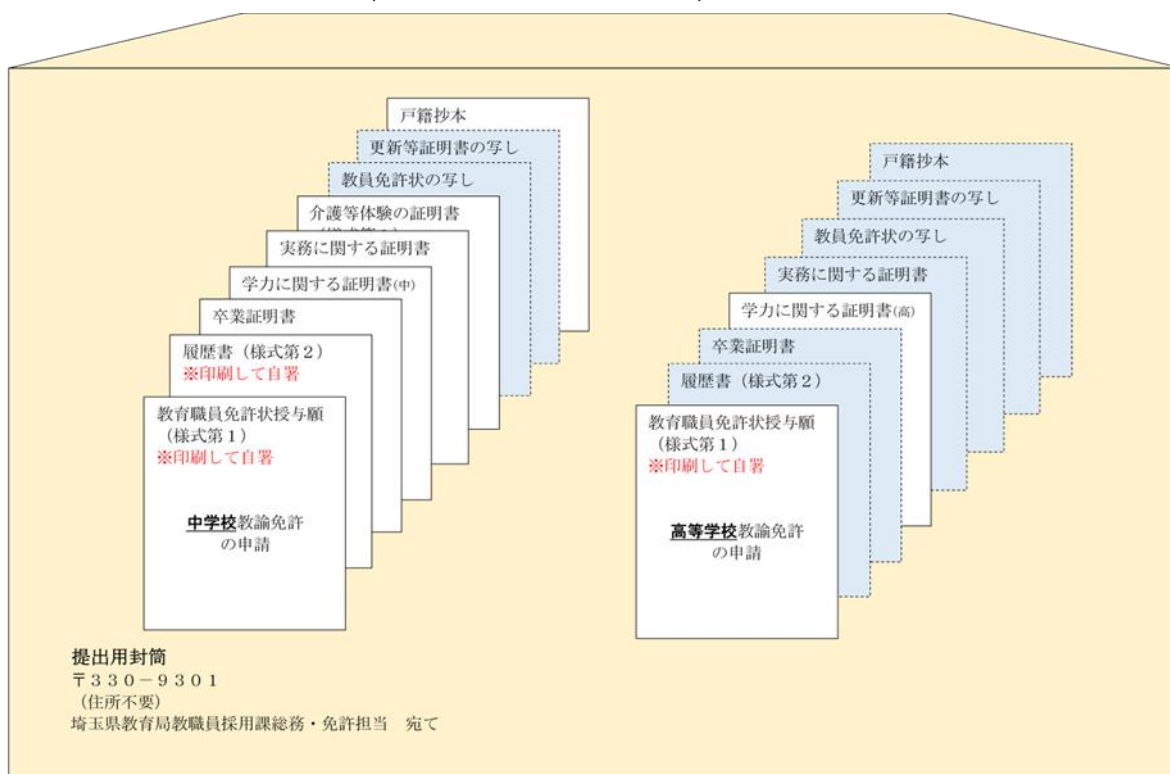 戸籍抄本
更新等証明書の写し
教員免許状の写し
介護等体験の証明書
実務に関する証明書
学力に関する証明書(中)
卒業証明書
履歴書（様式第２）
※印刷して自署
教育職員免許状授与願
（様式第１）
※印刷して自署
中学校教諭免許
の申請
戸籍抄本
更新等証明書の写し
教員免許状の写し
実務に関する証明書
学力に関する証明書(高)
卒業証明書
履歴書（様式第２）
教育職員免許状授与願
（様式第１）
※印刷して自署
高等学校教諭免許
の申請
提出用封筒
〒３３０－９３０１
（住所不要）
埼玉県教育局教職員採用課総務・免許担当　宛て